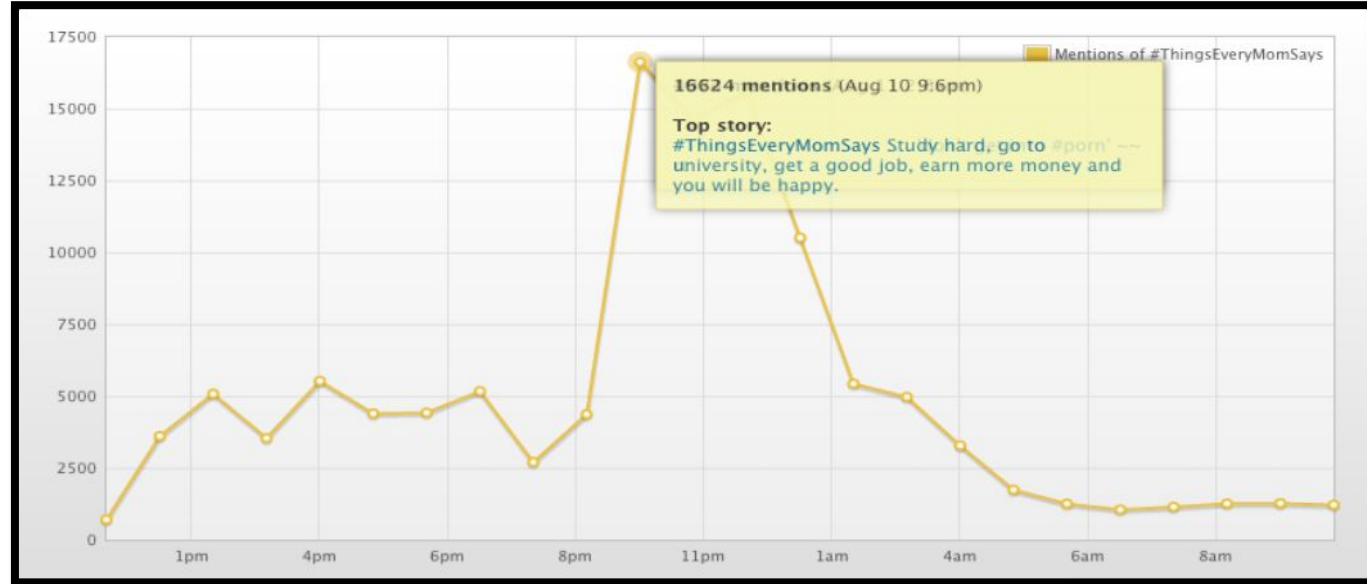 17500
Mentions of #ThingsEveryMomSays
16624 mentions (Aug 10 9:6pm)
15000
Top story:
#ThingsEveryMomSays Study hard, go to #porn' ~~
university, get a good job, earn more money and
you will be happy.
12500
10000
7500
5000
2500
0
1pm 4pm 6pm 8pm 11pm 1am 4am 6am 8am